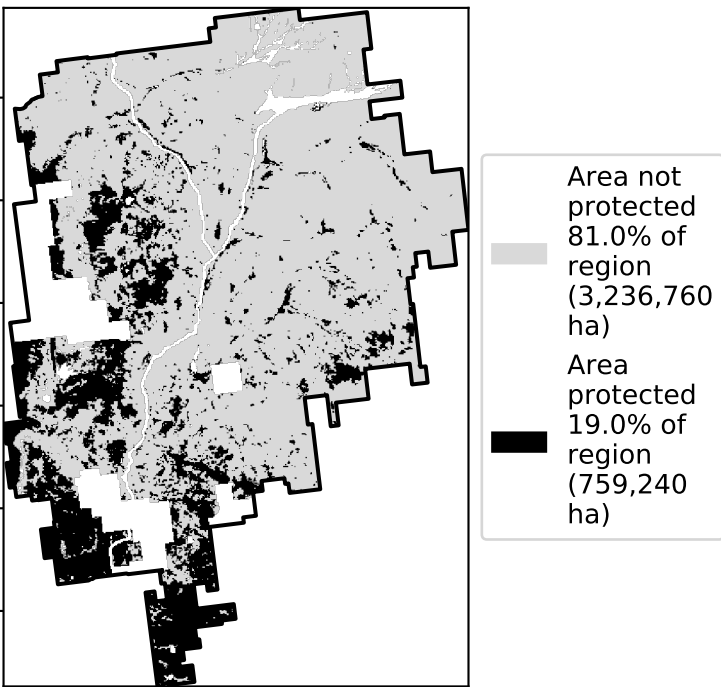 Area not
protected
81.0% of
region
(3,236,760
ha)
Area
protected
19.0% of
region
(759,240
ha)